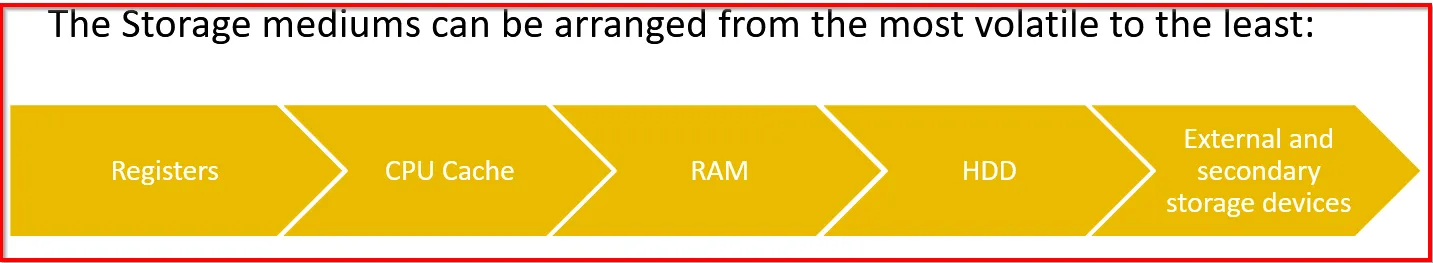 The Storage mediums can be arranged from the most volatile to the least:
Registers
CPU Cache
RAM
HDD
External and
secondary
storage devices